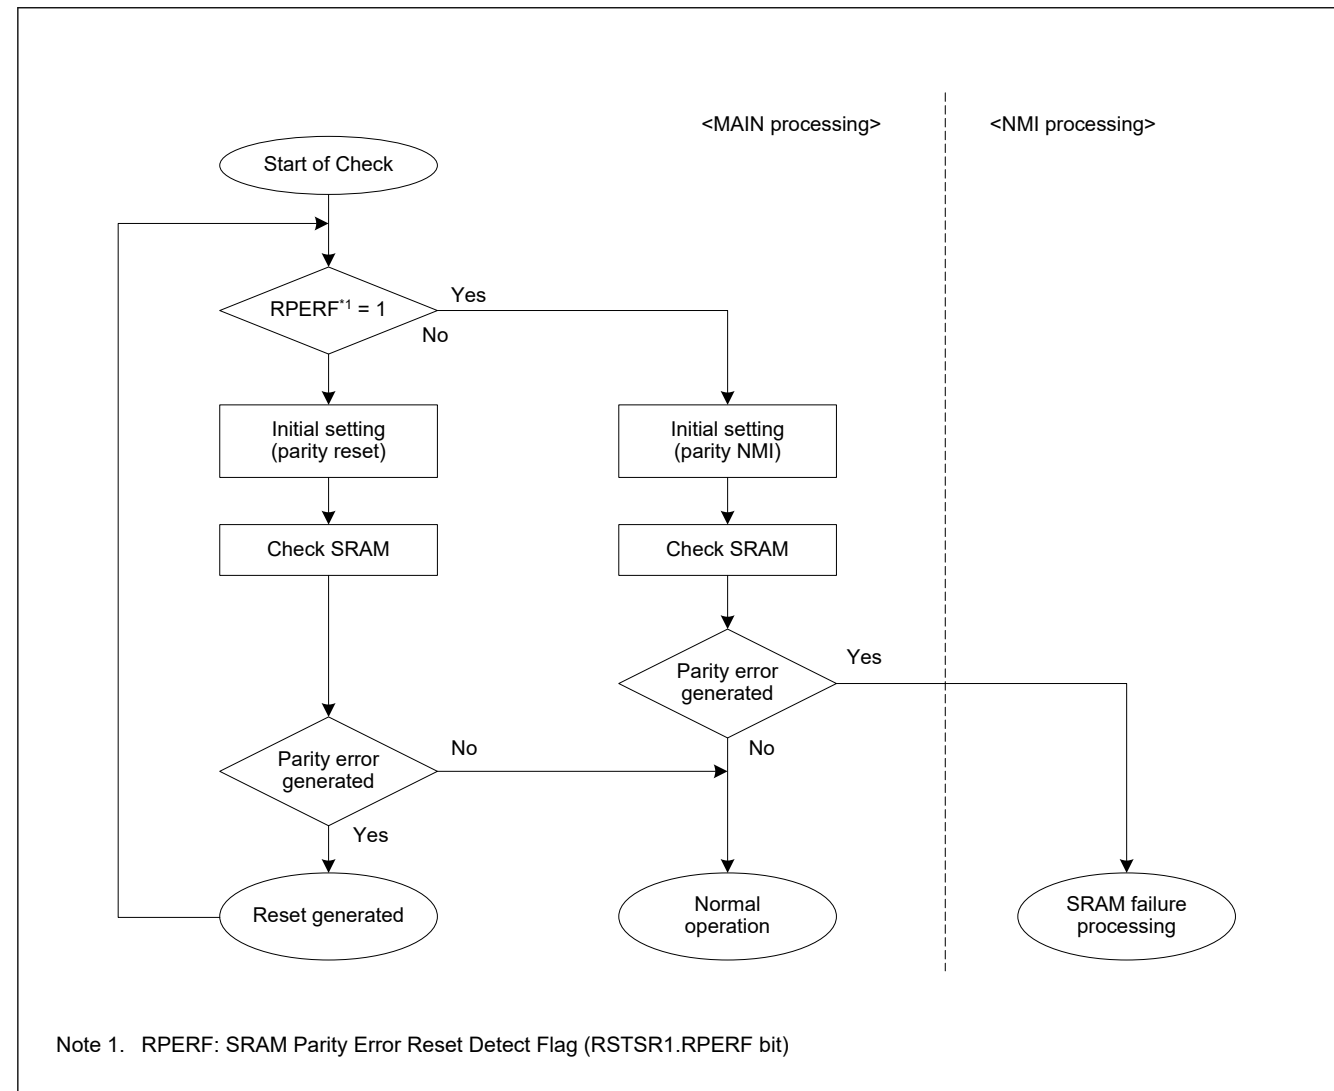 <MAIN processing>
<NMI processing>
Start of Check
RPERF*1 = 1
Yes
No
Initial setting
(parity reset)
Initial setting
(parity NMI)
Check SRAM
Check SRAM
Parity error
generated
Yes
No
Parity error
generated
No
Yes
Reset generated
Normal
operation
SRAM failure
processing
Note 1. RPERF: SRAM Parity Error Reset Detect Flag (RSTSR1.RPERF bit)